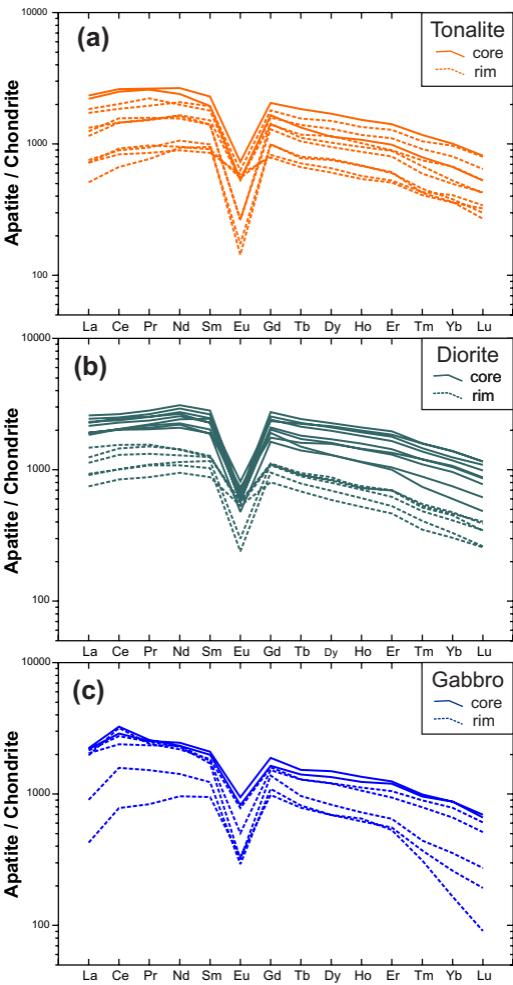 10000
(a)
Tonalite
core
rim
1000
Apatite / Chondrite
100
La Ce Pr Nd Sm Eu Gd Tb Dy Ho Er Tm Yb Lu
10000
(b)
Diorite
core
rim
1000
Apatite / Chondrite
100
La Ce Pr Nd Sm Eu Gd Tb Dy Ho Er Tm Yb Lu
10000
(c)
Gabbro
core
rim
1000
Apatite / Chondrite
100
La Ce Pr Nd Sm Eu Gd Tb Dy Ho Er Tm Yb Lu